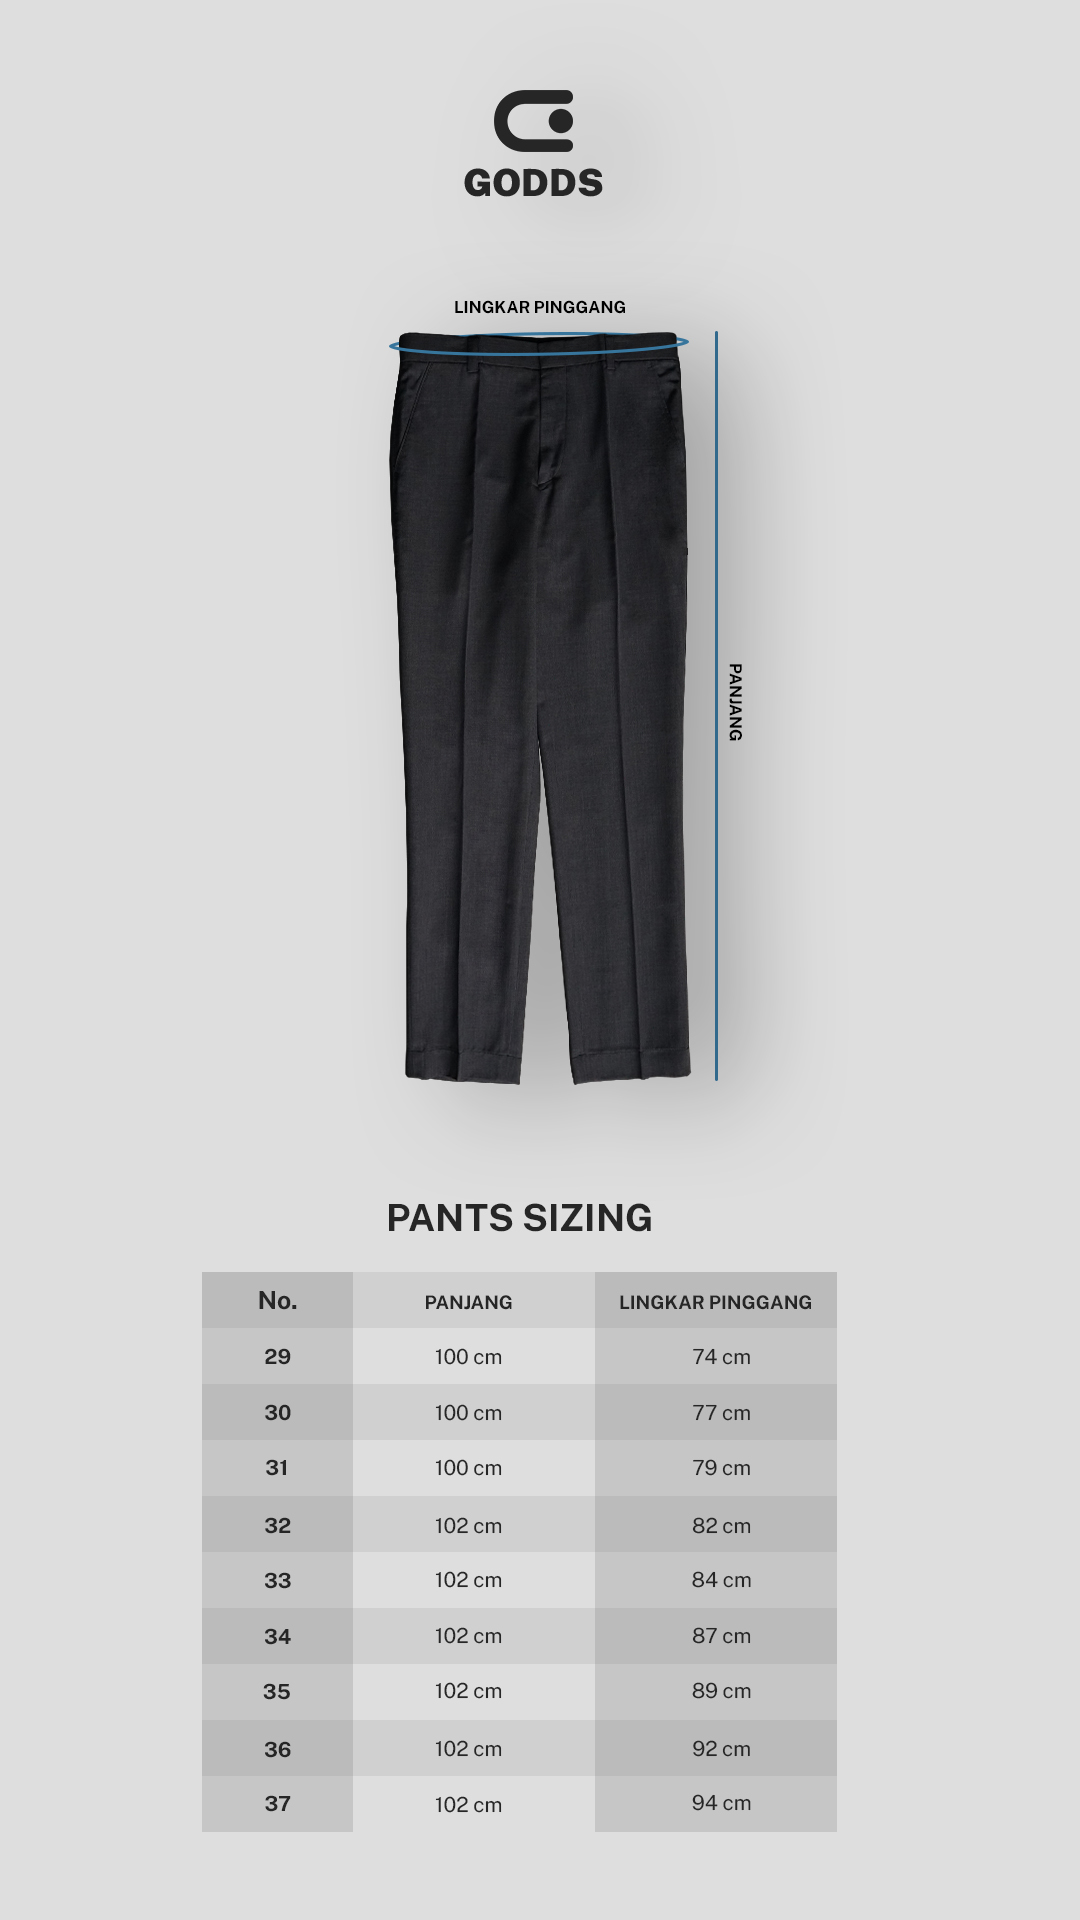 GODDS
LINGKAR PINGGANG
PANJANG
PANTS SIZING
No. PANJANG LINGKAR PINGGANG
29 100 cm 74 cm
30 100 cm 77 cm
31 100 cm 79 cm
32 102 cm 82 cm
33 102 cm 84 cm
34 102 cm 87 cm
35 102 cm 89 cm
36 102 cm 92 cm
37 102 cm 94 cm